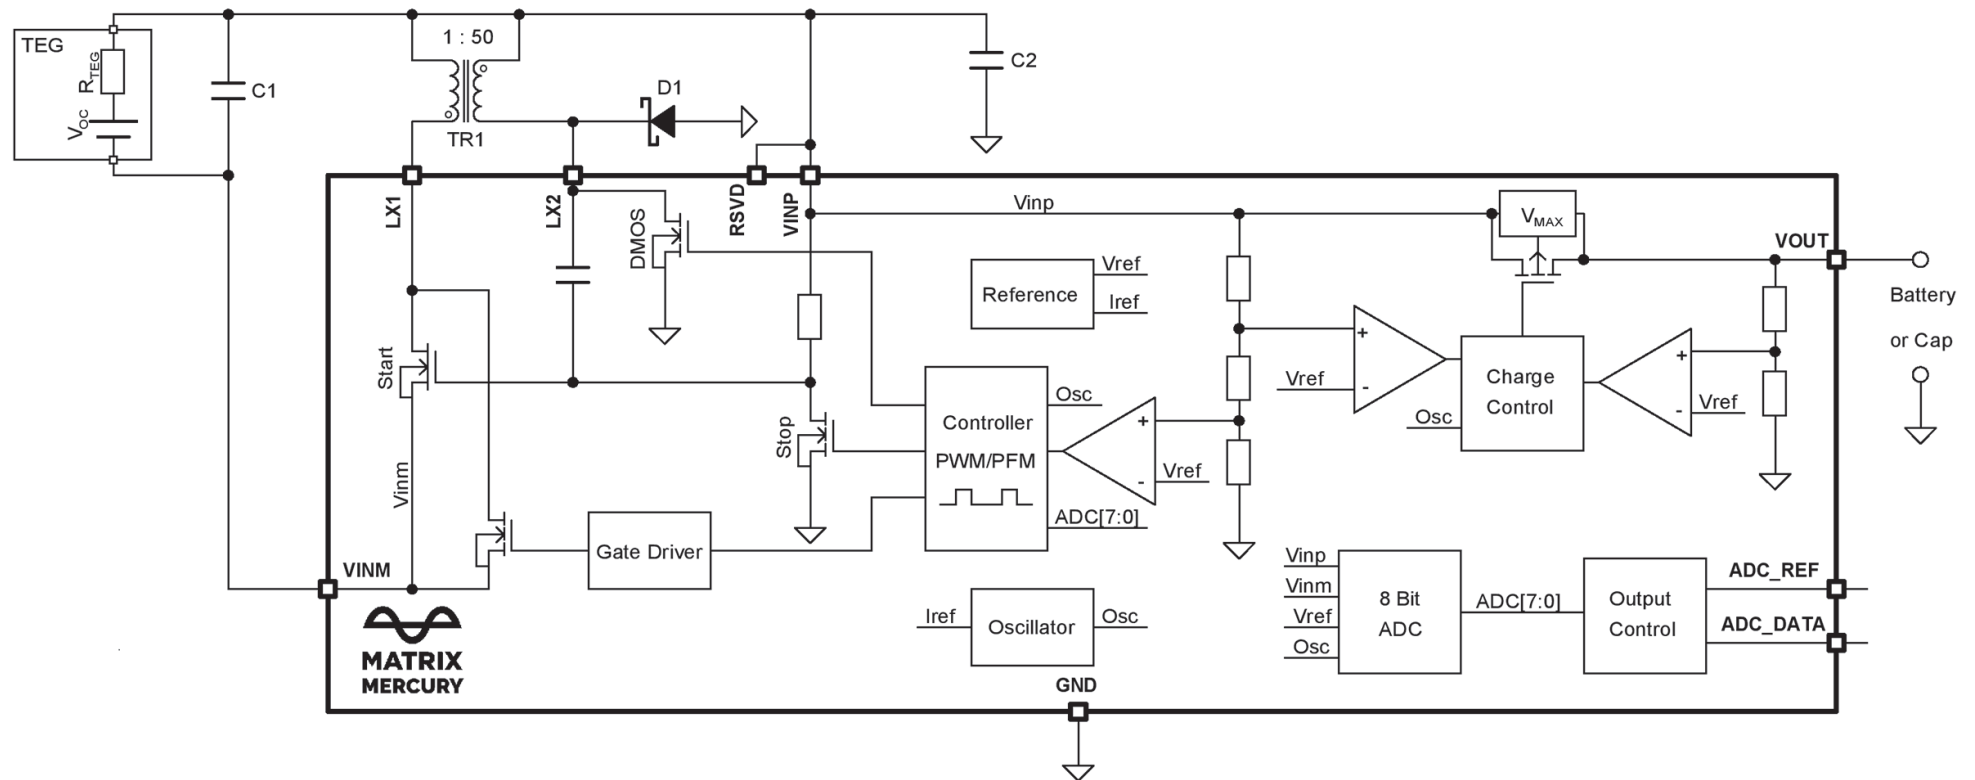 TEG
RTEG
VOC
C1
1 : 50
TR1
D1
C2
LX1
LX2
RSVD
VINP
DMOS
Vinp
VMAX
VOUT
Battery
or Cap
Reference
Vref
Iref
Start
Stop
Vinm
Controller
PWM/PFM
Osc
ADC[7:0]
Vref
Vref
Osc
Charge
Control
Vref
Gate Driver
VINM
MATRIX
MERCURY
Iref
Oscillator
Osc
GND
Vinp
Vinm
Vref
Osc
8 Bit
ADC
ADC[7:0]
Output
Control
ADC_REF
ADC_DATA